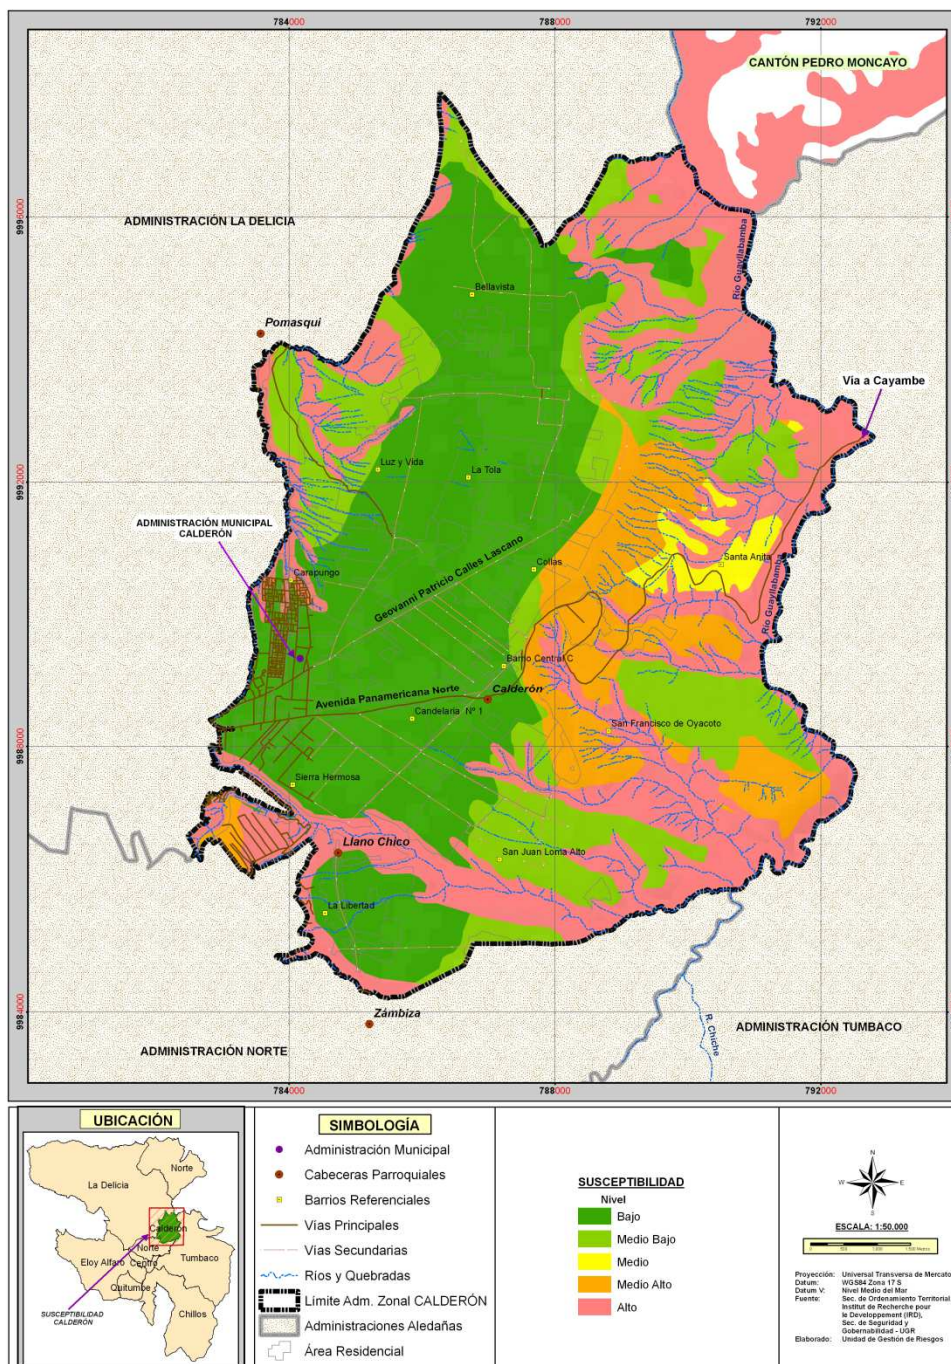 784000
788000
792000
CANTÓN PEDRO MONCAYO
9996000
ADMINISTRACIÓN LA DELICIA
Río Guayllabamba
Bellavista
Pomasqui
Vía a Cayambe
Luz y Vida
La Tola
9992000
ADMINISTRACIÓN MUNICIPAL
CALDERÓN
Geovanni Patricio Calles Lascano
Collas
Santa Anita
Carapungo
Río Guayllabamba
Barrio Central C
Avenida Panamericana Norte
Calderón
Candelaria Nº 1
San Francisco de Oyacoto
9988000
Sierra Hermosa
Llano Chico
San Juan Loma Alto
La Libertad
9984000
Zámbiza
R. Chiche
ADMINISTRACIÓN TUMBACO
ADMINISTRACIÓN NORTE
784000
788000
792000
UBICACIÓN
Norte
La Delicia
Calderón
Norte
Eloy Alfaro
Centro
Tumbaco
Quitumbe
Chillos
SUSCEPTIBILIDAD
CALDERÓN
SIMBOLOGÍA
Administración Municipal
Cabeceras Parroquiales
Barrios Referenciales
Vías Principales
Vías Secundarias
Ríos y Quebradas
Límite Adm. Zonal CALDERÓN
Administraciones Aledañas
Área Residencial
SUSCEPTIBILIDAD
Nivel
Bajo
Medio Bajo
Medio
Medio Alto
Alto
N
W
E
S
ESCALA: 1:50.000
0 500 1.000 1.500 Metros
Proyección: Universal Transversa de Mercator
Datum: WGS84 Zona 17 S
Datum V: Nivel Medio del Mar
Fuente: Sec. de Ordenamiento Territorial
Institut de Recherche pour
le Developpement (IRD),
Sec. de Seguridad y
Gobernabilidad - UGR
Elaborado: Unidad de Gestión de Riesgos